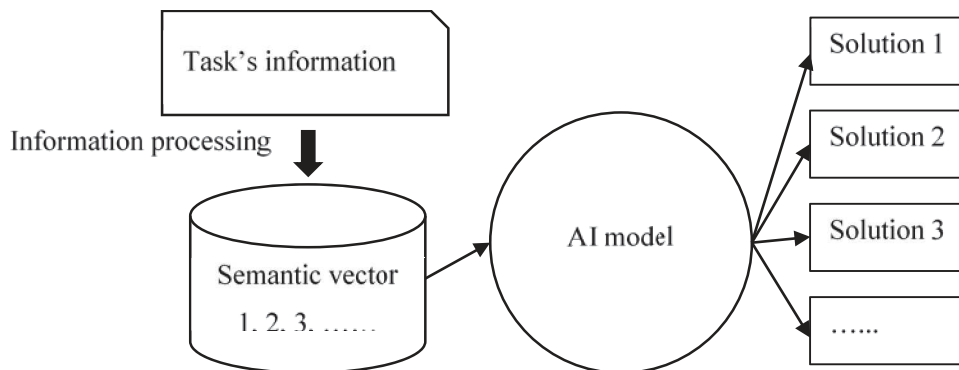 Task’s information
Information processing
Semantic vector
1, 2, 3, ……
AI model
Solution 1
Solution 2
Solution 3
…...